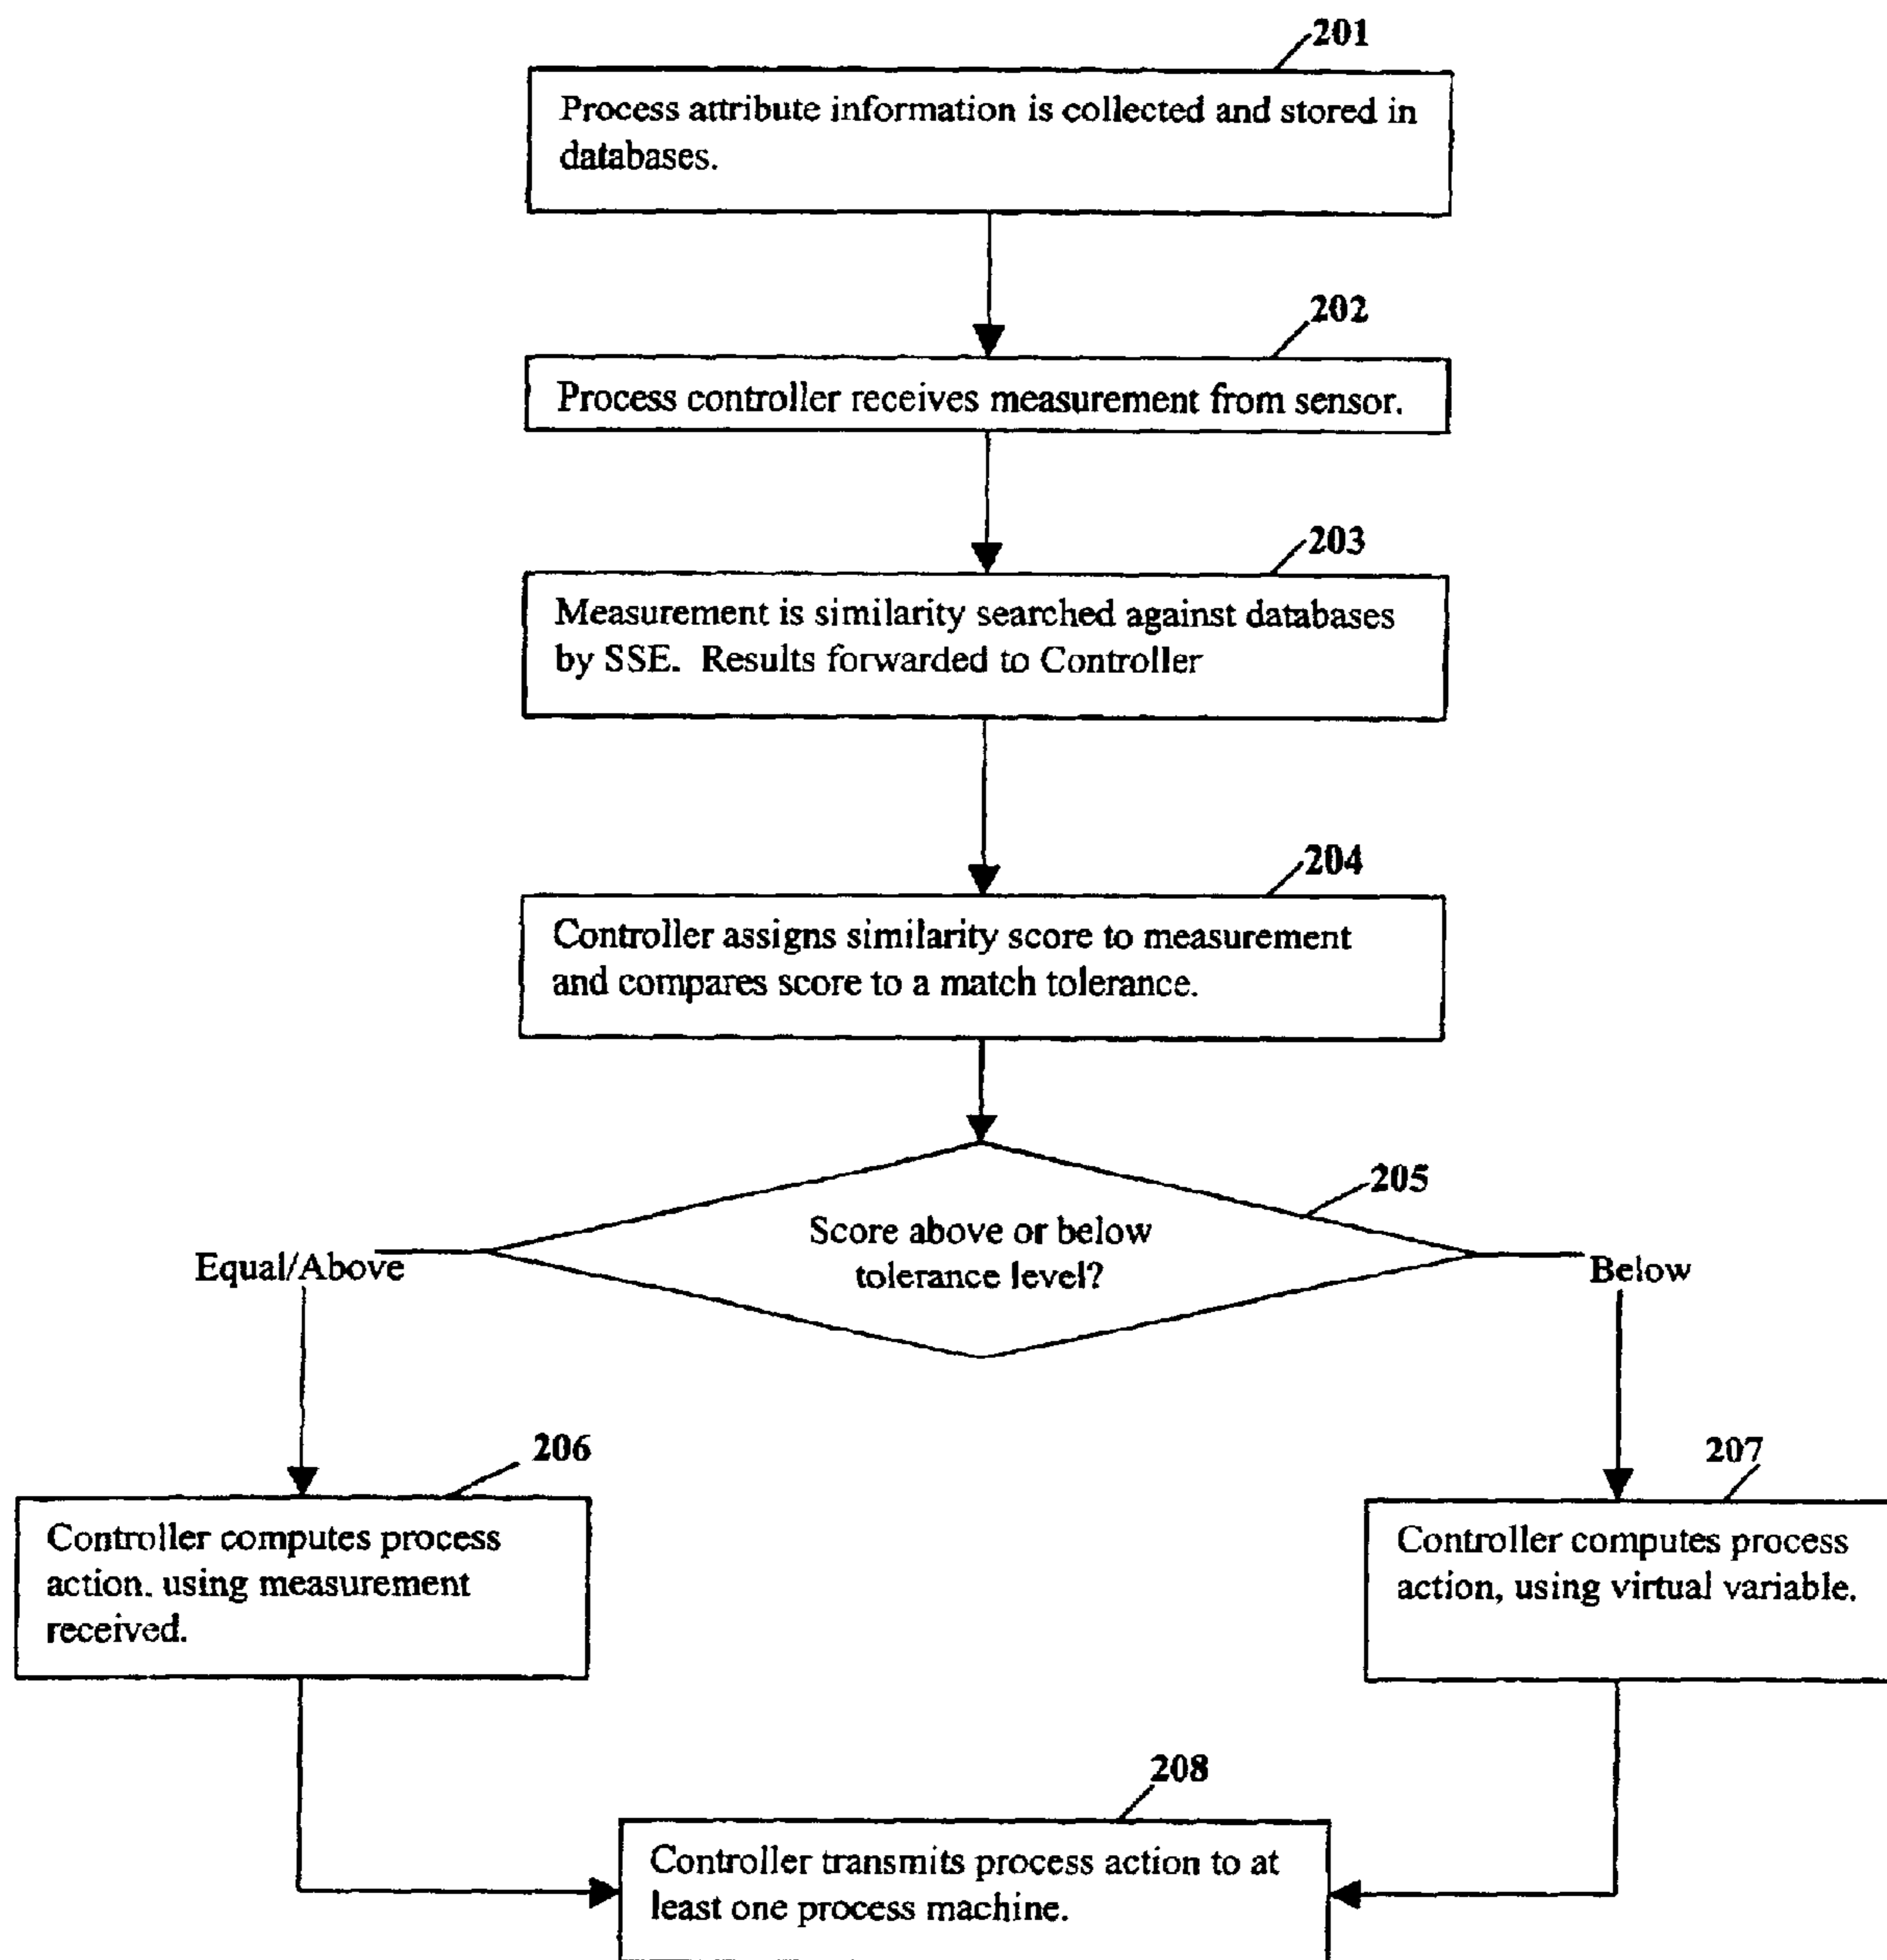 201
Process attribute information is collected and stored in
databases.
202
Process controller receives measurement from sensor.
203
Measurement is similarity searched against databases
by SSE. Results forwarded to Controller
204
Controller assigns similarity score to measurement
and compares score to a match tolerance.
205
Score above or below
tolerance level?
Equal/Above
Below
206
Controller computes process
action. using measurement
received.
207
Controller computes process
action, using virtual variable.
208
Controller transmits process action to at
least one process machine.